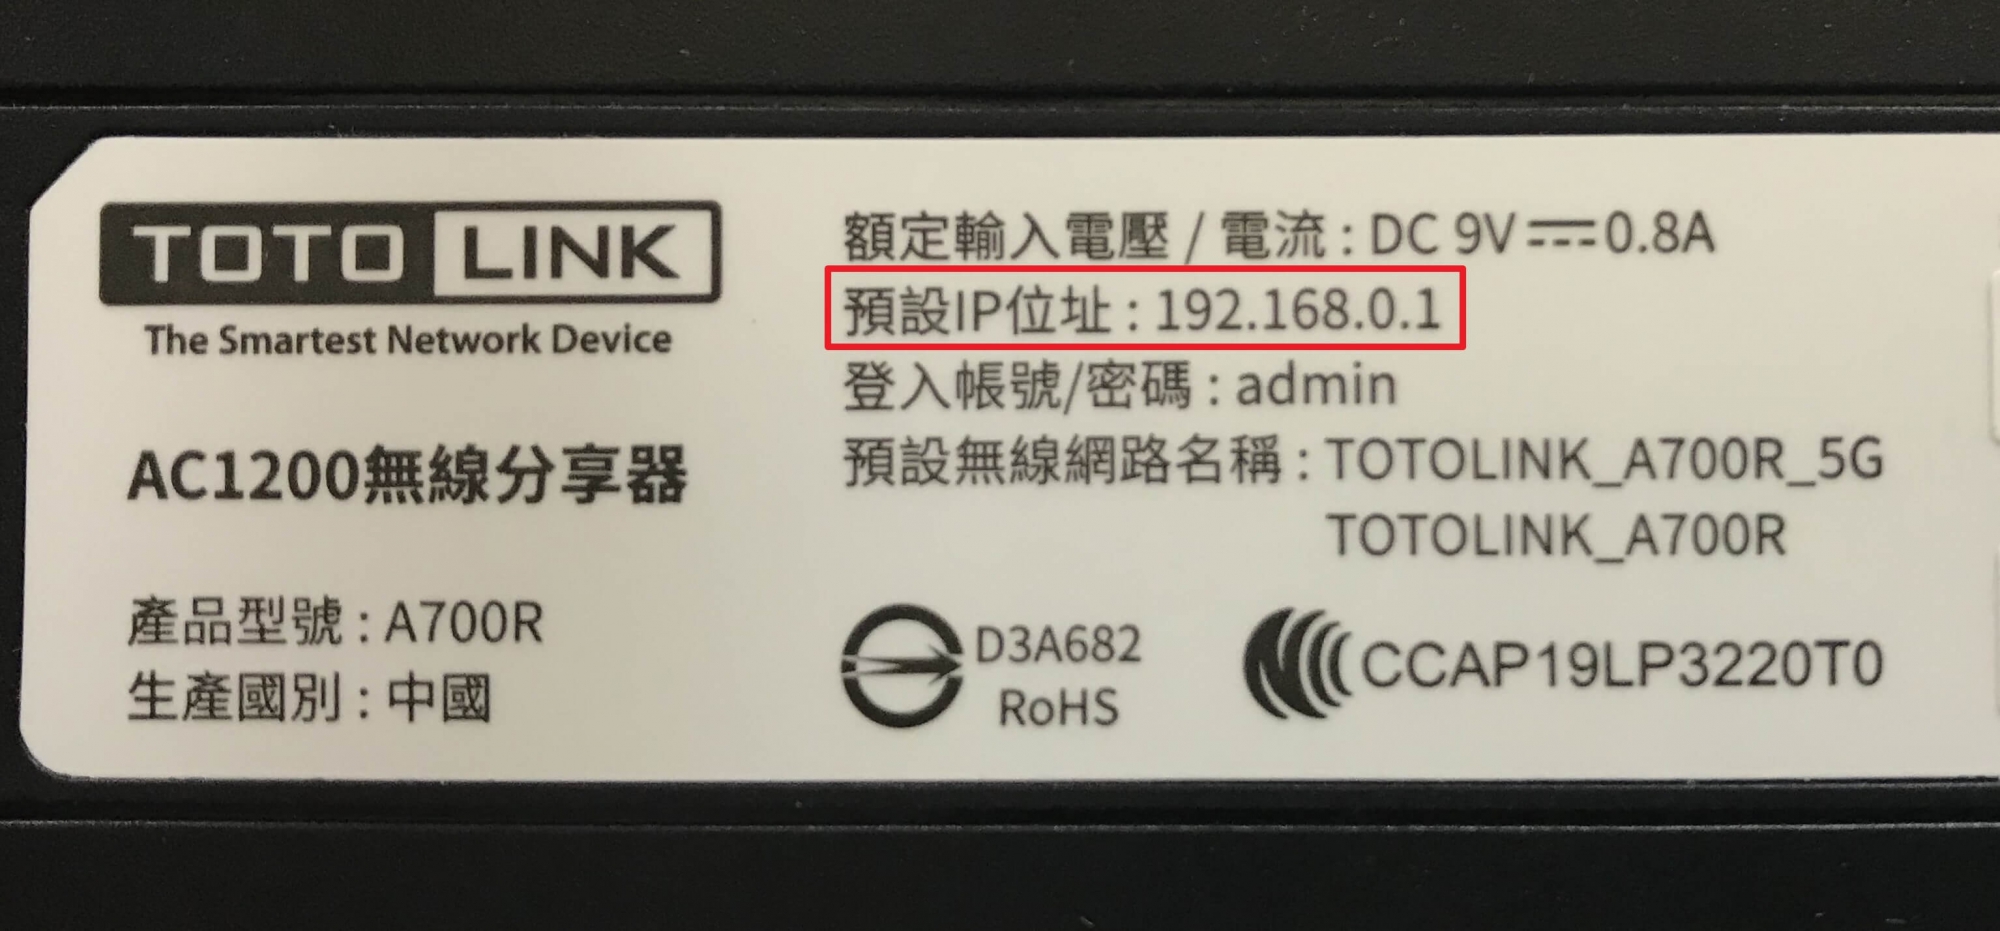 TOTO LINK
The Smartest Network Device
AC1200無線分享器
產品型號 : A700R
生產國別 : 中國
額定輸入電壓 / 電流 : DC 9V⎓0.8A
預設IP位址 : 192.168.0.1
登入帳號/密碼 : admin
預設無線網路名稱 : TOTOLINK_A700R_5G
TOTOLINK_A700R
D3A682
RoHS
CCAP19LP3220T0